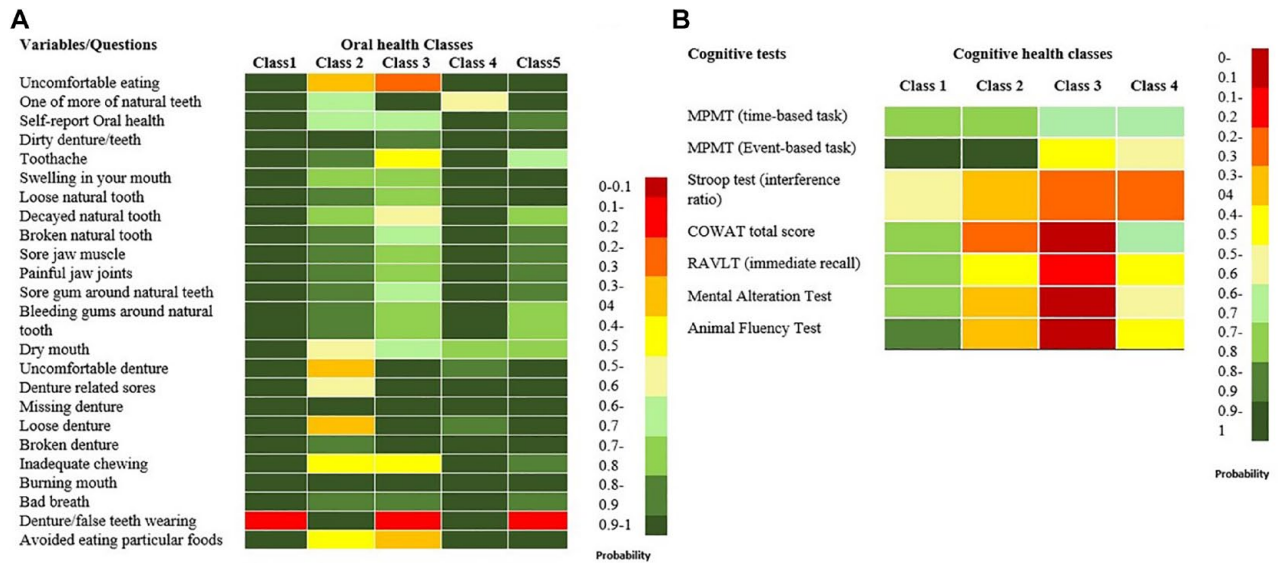 A
Variables/Questions
Oral health Classes
Class1 Class 2 Class 3 Class 4 Class5
Uncomfortable eating
One of more of natural teeth
Self-report Oral health
Dirty denture/teeth
Toothache
Swelling in your mouth
Loose natural tooth
Decayed natural tooth
Broken natural tooth
Sore jaw muscle
Painful jaw joints
Sore gum around natural teeth
Bleeding gums around natural
tooth
Dry mouth
Uncomfortable denture
Denture related sores
Missing denture
Loose denture
Broken denture
Inadequate chewing
Burning mouth
Bad breath
Denture/false teeth wearing
Avoided eating particular foods
0-0.1
0.1-
0.2
0.2-
0.3
0.3-
04
0.4-
0.5
0.5-
0.6
0.6-
0.7
0.7-
0.8
0.8-
0.9
0.9-1
Probability
B
Cognitive tests
Cognitive health classes
Class 1 Class 2 Class 3 Class 4
MPMT (time-based task)
MPMT (Event-based task)
Stroop test (interference
ratio)
COWAT total score
RAVLT (immediate recall)
Mental Alteration Test
Animal Fluency Test
0-
0.1
0.1-
0.2
0.2-
0.3
0.3-
04
0.4-
0.5
0.5-
0.6
0.6-
0.7
0.7-
0.8
0.8-
0.9
0.9-
1
Probability